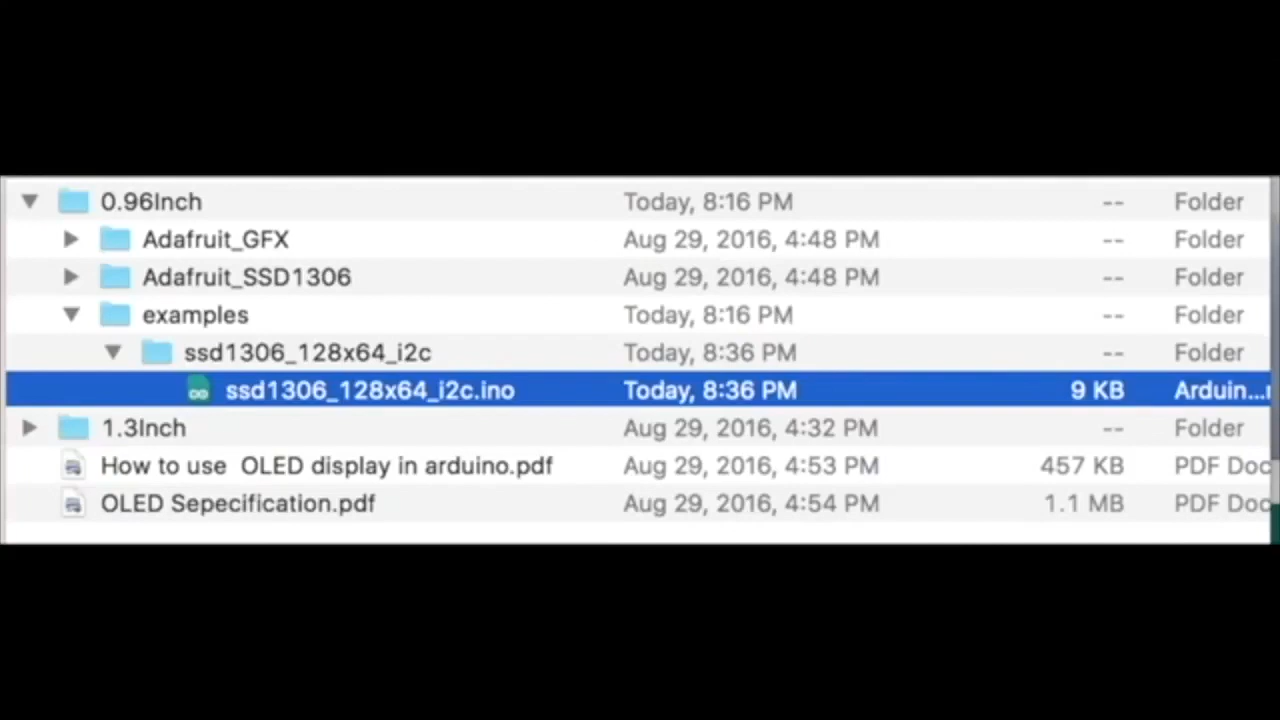 0.96Inch Today, 8:16 PM -- Folder
Adafruit_GFX Aug 29, 2016, 4:48 PM -- Folder
Adafruit_SSD1306 Aug 29, 2016, 4:48 PM -- Folder
examples Today, 8:16 PM -- Folder
ssd1306_128x64_i2c Today, 8:36 PM -- Folder
ssd1306_128x64_i2c.ino Today, 8:36 PM 9 KB Arduin...r
1.3Inch Aug 29, 2016, 4:32 PM -- Folder
How to use  OLED display in arduino.pdf Aug 29, 2016, 4:53 PM 457 KB PDF Doc
OLED Sepecification.pdf Aug 29, 2016, 4:54 PM 1.1 MB PDF Doc